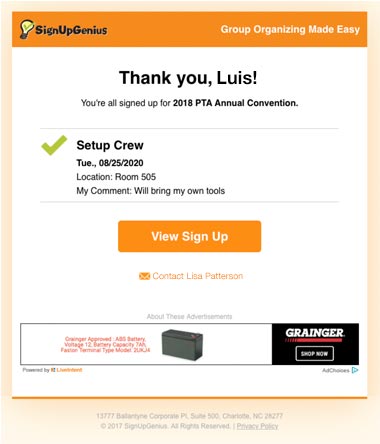 SignUpGenius
Group Organizing Made Easy
Thank you, Luis!
You're all signed up for 2018 PTA Annual Convention.
Setup Crew
Tue., 08/25/2020
Location: Room 505
My Comment: Will bring my own tools
View Sign Up
Contact Lisa Patterson
About These Advertisements
Grainger Approved : ABS Battery,
Voltage 12, Battery Capacity 7Ah,
Faston Terminal Type Model: 2UKJ4
GRAINGER
SHOP NOW
Powered by LiveIntent
AdChoices
13777 Ballantyne Corporate Pl, Suite 500, Charlotte, NC 28277
© 2017 SignUpGenius. All Rights Reserved. | Privacy Policy